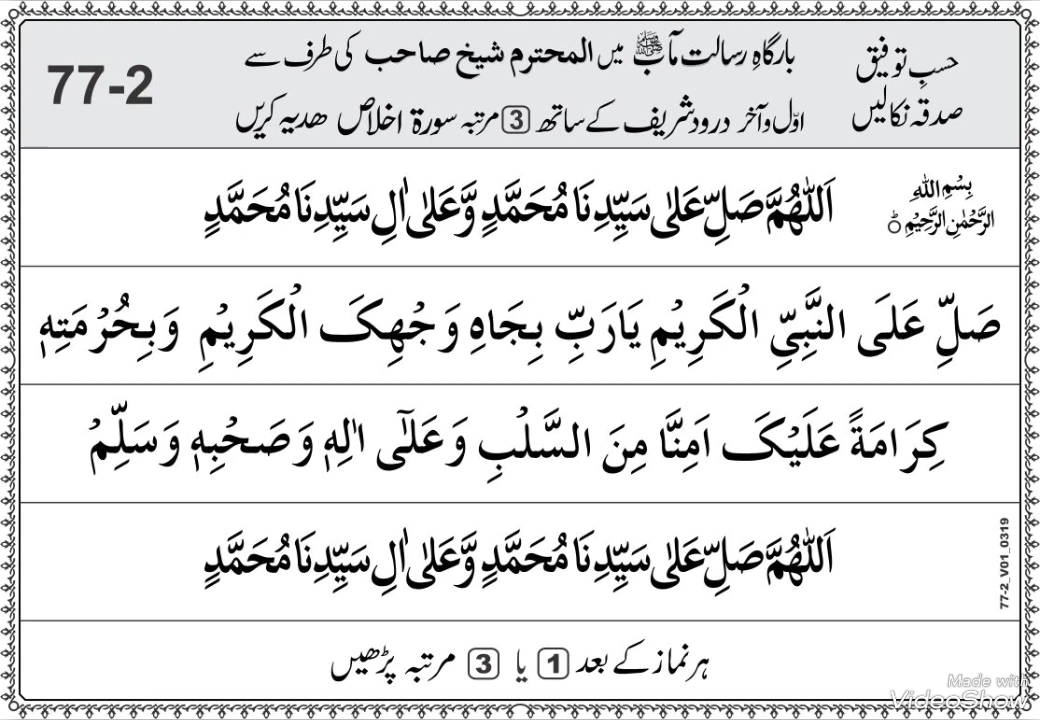 حسبِ توفیق
صدقہ نکالیں
بارگاہِ رسالت مآب ﷺ میں المحترم شیخ صاحب کی طرف سے
اوّل و آخر درود شریف کے ساتھ 3 مرتبہ سورۃ اخلاص ھدیہ کریں
77-2
بِسْمِ اللّٰهِ
الرَّحْمٰنِ الرَّحِيْمِ
اَللّٰهُمَّ صَلِّ عَلٰى سَيِّدِنَا مُحَمَّدٍ وَّعَلٰى اٰلِ سَيِّدِنَا مُحَمَّدٍ
صَلِّ عَلَی النَّبِیِّ الْکَرِیْمِ یَارَبِّ بِجَاہِ وَجْهِکَ الْکَرِیْمِ وَبِحُرْمَتِهٖ
کِرَامَةً عَلَیْکَ اَمِنَّا مِنَ السَّلْبِ وَعَلٰٓی اٰلِهٖ وَصَحْبِهٖ وَسَلِّمْ
اَللّٰهُمَّ صَلِّ عَلٰى سَيِّدِنَا مُحَمَّدٍ وَّعَلٰى اٰلِ سَيِّدِنَا مُحَمَّدٍ
77-2_V01_0319
ہر نماز کے بعد 1 یا 3 مرتبہ پڑھیں
Made with
VideoShow